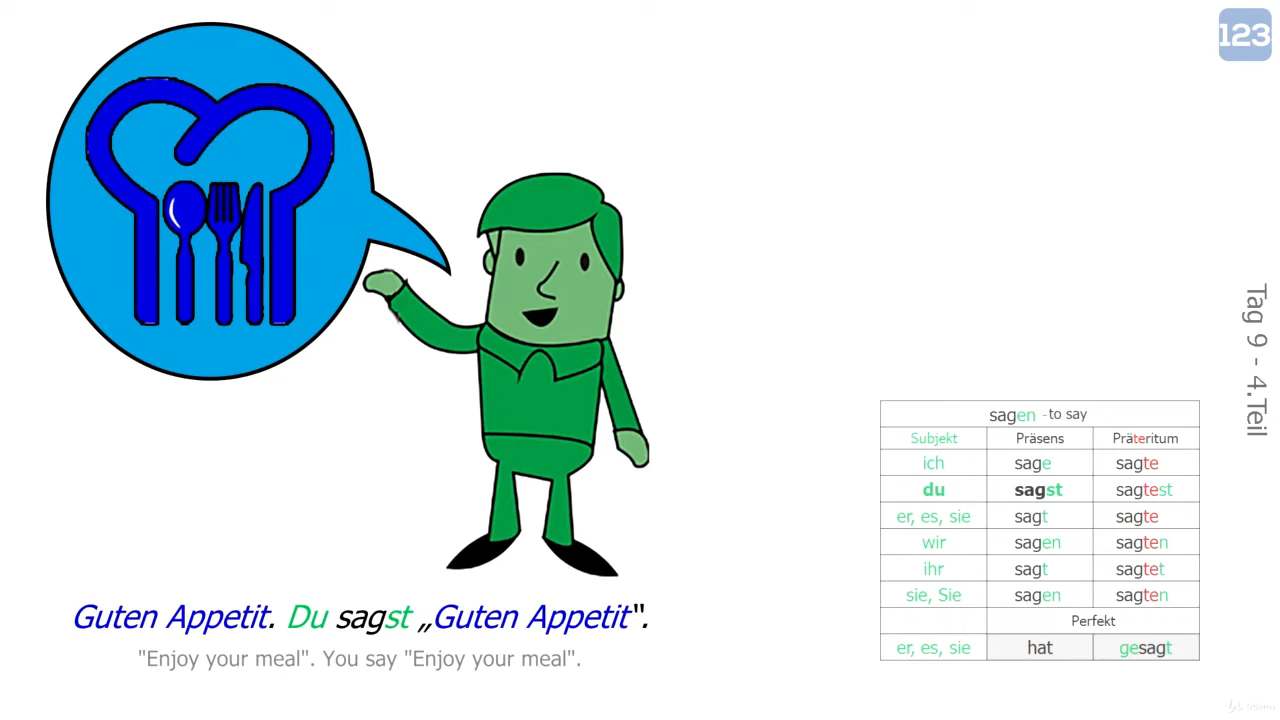 123
Tag 9 - 4.Teil
sagen - to say
Subjekt Präsens Präteritum
ich sage sagte
du sagst sagtest
er, es, sie sagt sagte
wir sagen sagten
ihr sagt sagtet
sie, Sie sagen sagten
Perfekt
er, es, sie hat gesagt
Guten Appetit. Du sagst „Guten Appetit".
"Enjoy your meal". You say "Enjoy your meal".